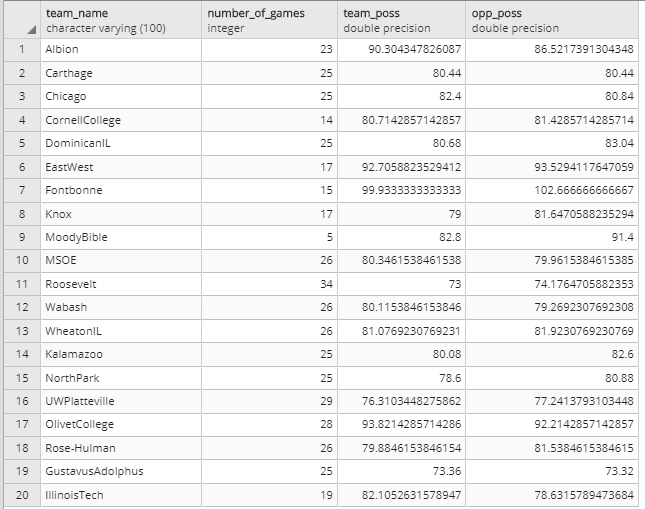 team_name number_of_games team_poss opp_poss
character varying (100) integer double precision double precision
1 Albion 23 90.304347826087 86.5217391304348
2 Carthage 25 80.44 80.44
3 Chicago 25 82.4 80.84
4 CornellCollege 14 80.7142857142857 81.4285714285714
5 DominicanIL 25 80.68 83.04
6 EastWest 17 92.7058823529412 93.5294117647059
7 Fontbonne 15 99.9333333333333 102.666666666667
8 Knox 17 79 81.6470588235294
9 MoodyBible 5 82.8 91.4
10 MSOE 26 80.3461538461538 79.9615384615385
11 Roosevelt 34 73 74.1764705882353
12 Wabash 26 80.1153846153846 79.2692307692308
13 WheatonIL 26 81.0769230769231 81.9230769230769
14 Kalamazoo 25 80.08 82.6
15 NorthPark 25 78.6 80.88
16 UWPlatteville 29 76.3103448275862 77.2413793103448
17 OlivetCollege 28 93.8214285714286 92.2142857142857
18 Rose-Hulman 26 79.8846153846154 81.5384615384615
19 GustavusAdolphus 25 73.36 73.32
20 IllinoisTech 19 82.1052631578947 78.6315789473684